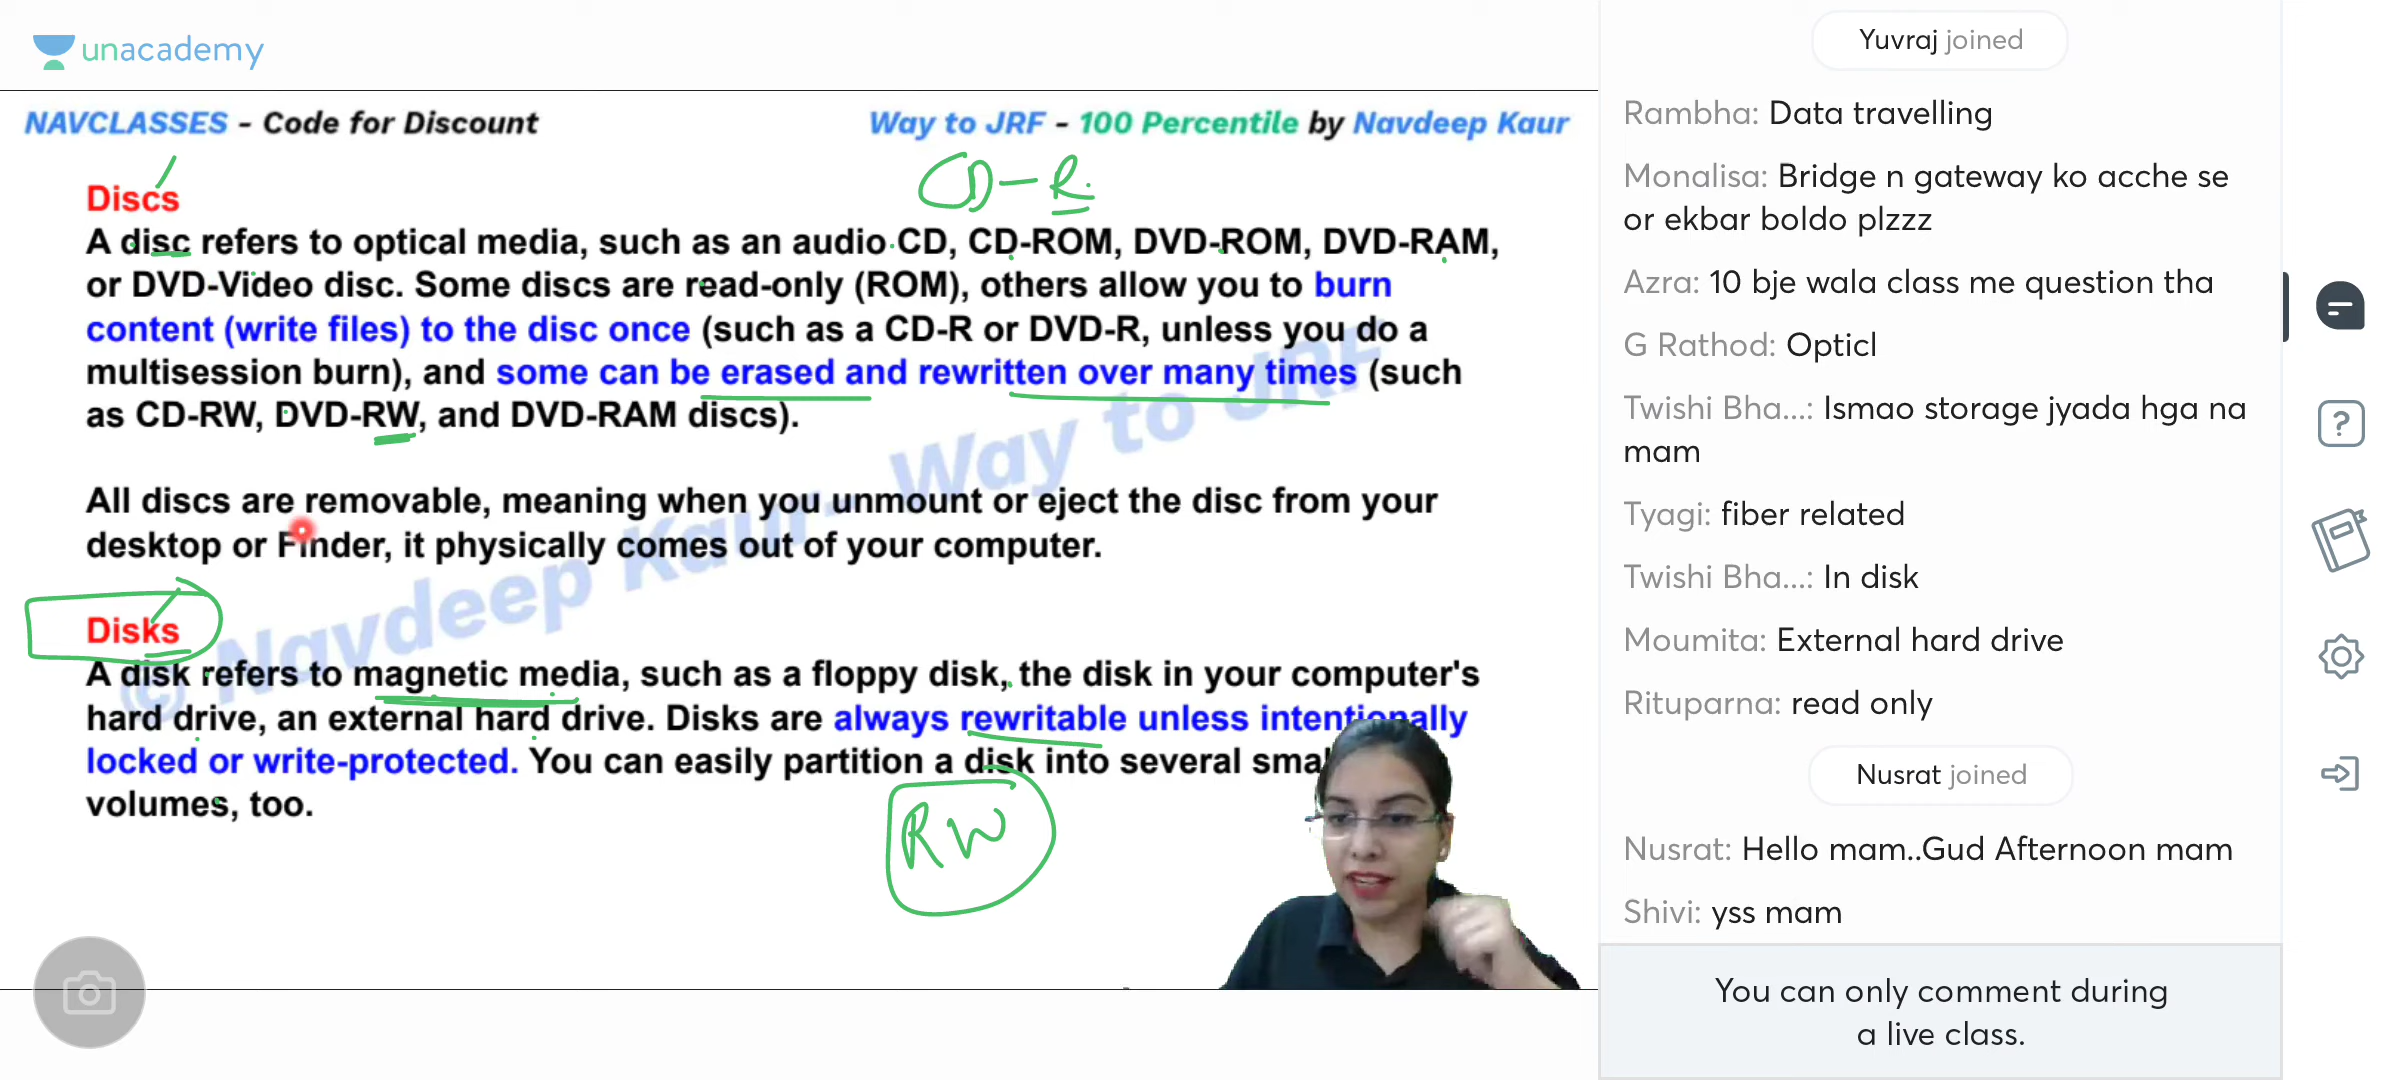 unacademy
NAVCLASSES - Code for Discount
Way to JRF - 100 Percentile by Navdeep Kaur
CD-R
Discs
A disc refers to optical media, such as an audio CD, CD-ROM, DVD-ROM, DVD-RAM,
or DVD-Video disc. Some discs are read-only (ROM), others allow you to burn
content (write files) to the disc once (such as a CD-R or DVD-R, unless you do a
multisession burn), and some can be erased and rewritten over many times (such
as CD-RW, DVD-RW, and DVD-RAM discs).
All discs are removable, meaning when you unmount or eject the disc from your
desktop or Finder, it physically comes out of your computer.
Disks
A disk refers to magnetic media, such as a floppy disk, the disk in your computer's
hard drive, an external hard drive. Disks are always rewritable unless intentionally
locked or write-protected. You can easily partition a disk into several
volumes, too.
RW
© Navdeep Kaur- Way to JRF
Yuvraj joined
Rambha: Data travelling
Monalisa: Bridge n gateway ko acche se
or ekbar boldo plzzz
Azra: 10 bje wala class me question tha
G Rathod: Opticl
Twishi Bha...: Ismao storage jyada hga na
mam
Tyagi: fiber related
Twishi Bha...: In disk
Moumita: External hard drive
Rituparna: read only
Nusrat joined
Nusrat: Hello mam..Gud Afternoon mam
Shivi: yss mam
You can only comment during
a live class.
?